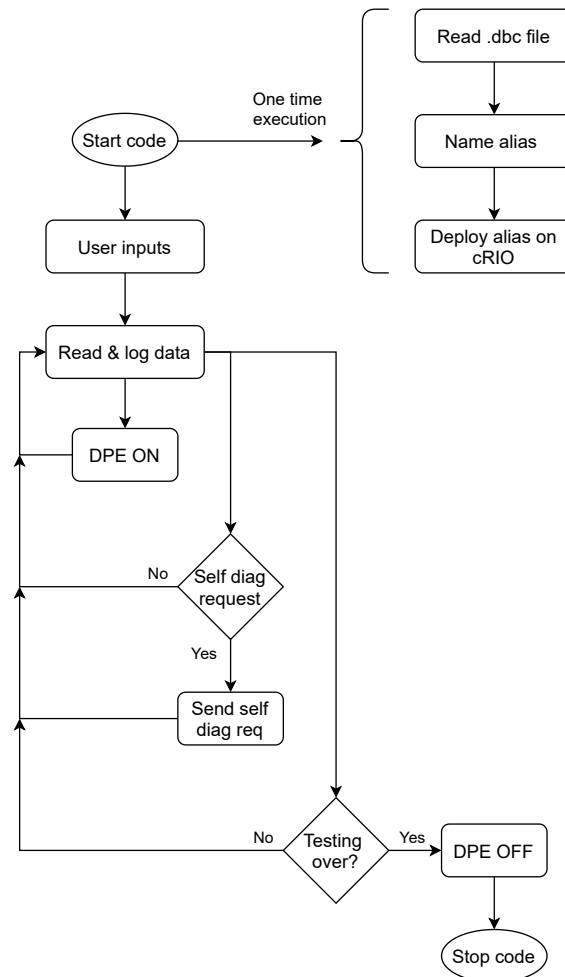 Read .dbc file
One time
execution
Start code
Name alias
User inputs
Deploy alias on
cRIO
Read & log data
DPE ON
No
Self diag
request
Yes
Send self
diag req
No
Testing
over?
Yes
DPE OFF
Stop code